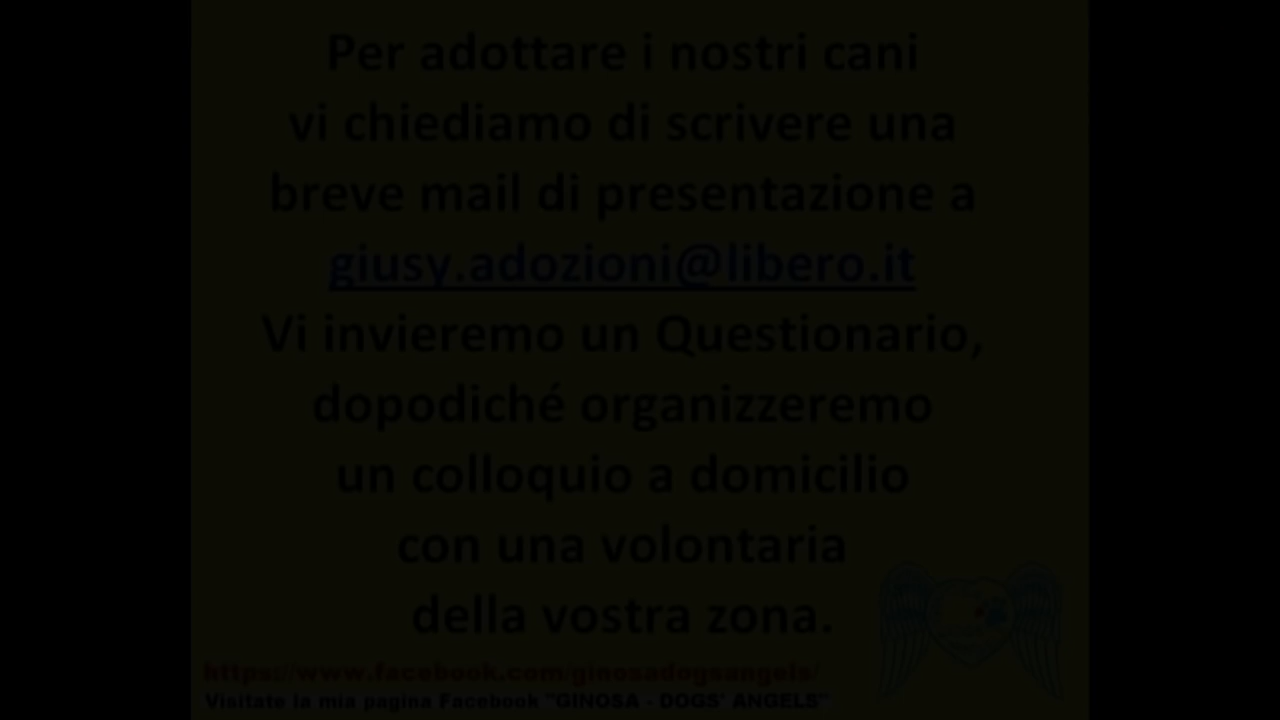 Per adottare i nostri cani
vi chiediamo di scrivere una
breve mail di presentazione a
giusy.adozioni@libero.it
Vi invieremo un Questionario,
dopodiché organizzeremo
un colloquio a domicilio
con una volontaria
della vostra zona.
https://www.facebook.com/ginosadogsangels/
Visitate la mia pagina Facebook "GINOSA - DOGS' ANGELS"